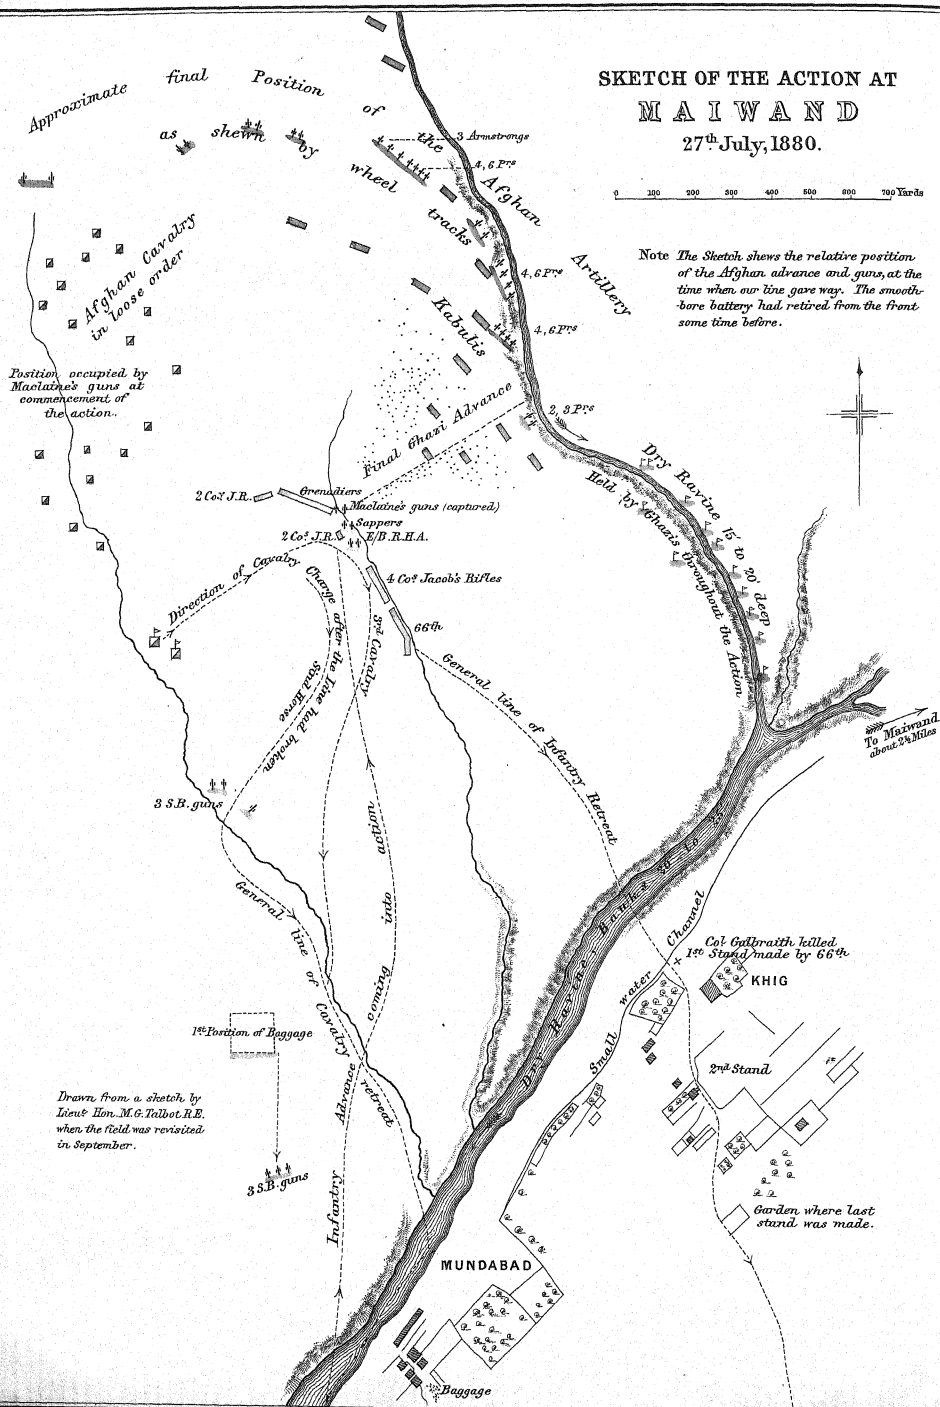 SKETCH OF THE ACTION AT
MAIWAND
27th July, 1880.
0 100 200 300 400 500 600 700 Yards
Note The Sketch shews the relative position
of the Afghan advance and guns, at the
time when our line gave way. The smooth-
-bore battery had retired from the front
some time before.
Approximate final Position of the Afghan Artillery
as shewn by wheel tracks
3 Armstrongs
4, 6 Prs
4, 6 Prs
4, 6 Prs
2, 3 Prs
Kabulis
Afghan Cavalry
in loose order
Position occupied by
Maclaine's guns at
commencement of
the action.
Final Ghazi Advance
Dry Ravine 15' to 20' deep
Held by Ghazis throughout the Action
2 Cos J.R.
Grenadiers
Maclaine's guns (captured)
Sappers
2 Cos J.R.
E/B.R.H.A.
4 Cos Jacob's Rifles
66th
Direction of Cavalry Charge after the line had broken
3rd Cavalry
Sind Horse
General line of Infantry Retreat
To Maiwand
about 2½ Miles
3 S.B. guns
General line of Cavalry retreat
Infantry Advance coming into action
Dry Ravine: Banks 20 to 25
Small water Channel
Col Galbraith killed
1st Stand made by 66th
KHIG
1st Position of Baggage
2nd Stand
Drawn from a sketch by
Lieut Hon. M.G. Talbot R.E.
when the field was revisited
in September.
3 S.B. guns
Garden where last
stand was made.
MUNDABAD
Baggage